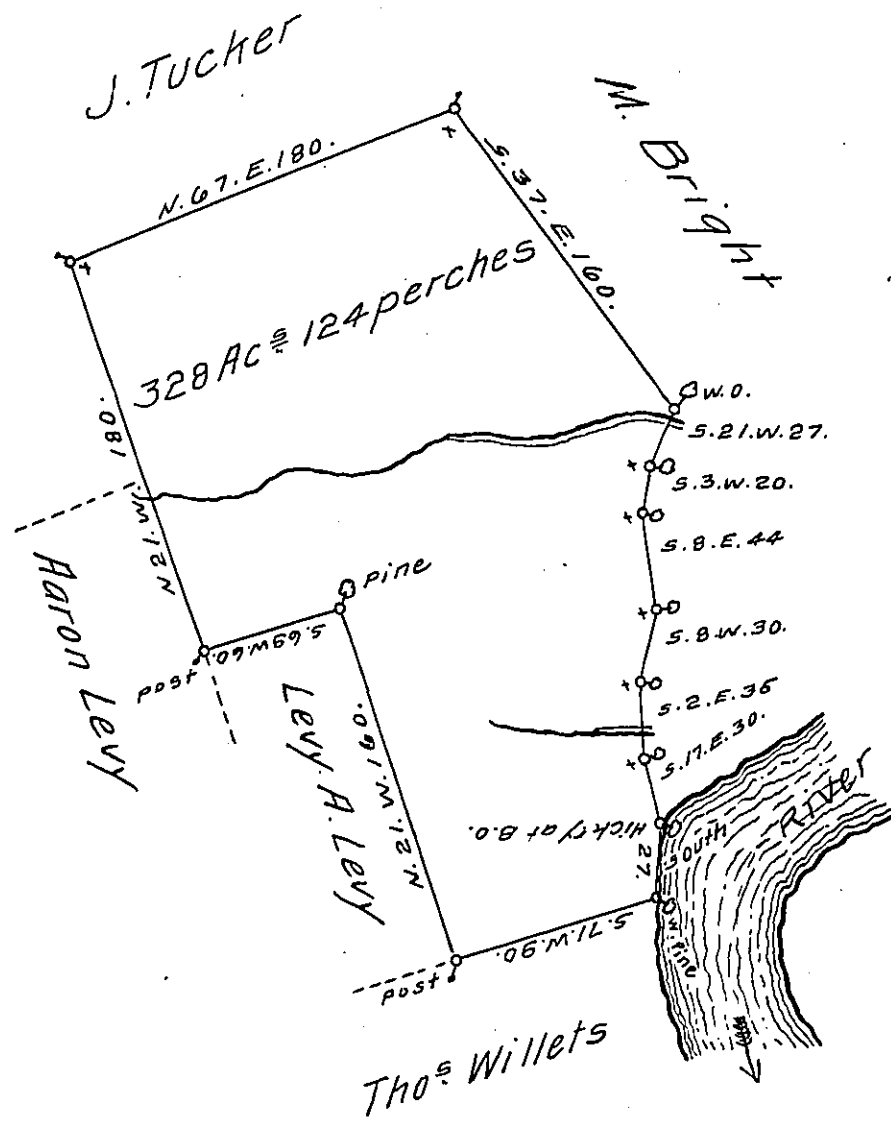 J. Tucker
M. Bright
N. 67. E. 180.
S. 37. E. 160.
328 Acs 124 perches
W.O.
S. 21. W. 27.
S. 3. W. 20.
S. 8. E. 44
S. 8. W. 30.
S. 2. E. 35
S. 17. E. 30.
Hickry at B.O.
South
27.
River
W. Pine
S. 71. W. 90.
post
N. 21. W. 160.
Pine
S. 69 W. 60.
post
N 21. W. 180.
Aaron Levy
Levy. A. Levy
Thos Willets